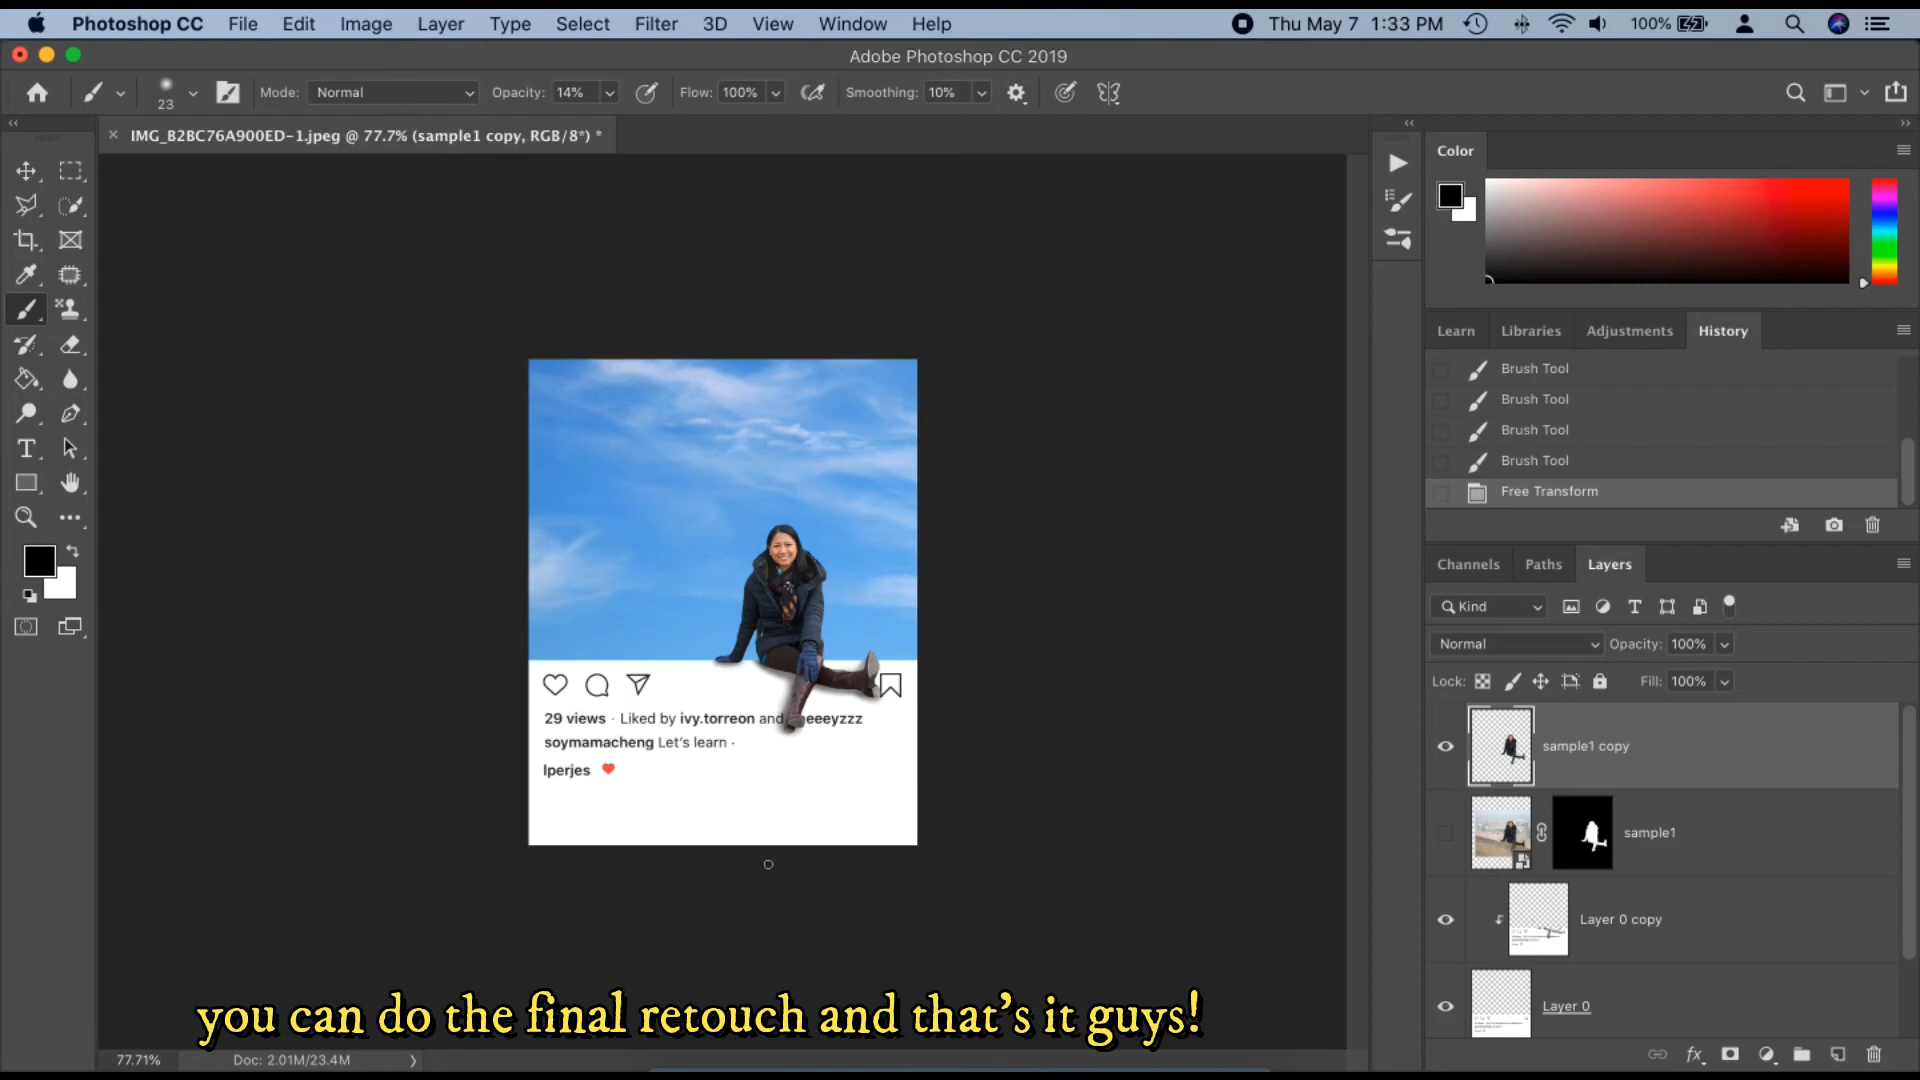 Photoshop CC File Edit Image Layer Type Select Filter 3D View Window Help Thu May 7 1:33 PM 100%
Adobe Photoshop CC 2019
23 Mode: Normal Opacity: 14% Flow: 100% Smoothing: 10%
IMG_B2BC76A900ED-1.jpeg @ 77.7% (sample1 copy, RGB/8*) *
Color
Learn Libraries Adjustments History
Brush Tool
Brush Tool
Brush Tool
Brush Tool
Free Transform
Channels Paths Layers
Kind
Normal Opacity: 100%
Lock: Fill: 100%
sample1 copy
sample1
Layer 0 copy
Layer 0
29 views · Liked by ivy.torreon and
soymamacheng Let's learn ·
lperjes
you can do the final retouch and that's it guys!
77.71% Doc: 2.01M/23.4M